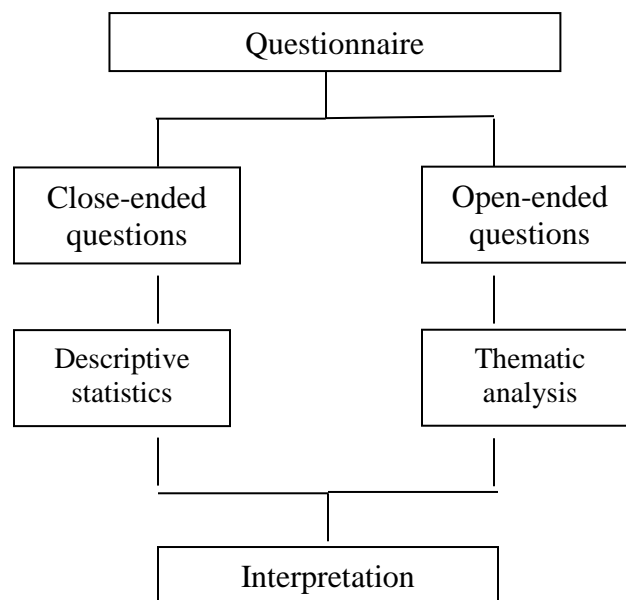 Questionnaire
Close-ended
questions
Open-ended
questions
Descriptive
statistics
Thematic
analysis
Interpretation